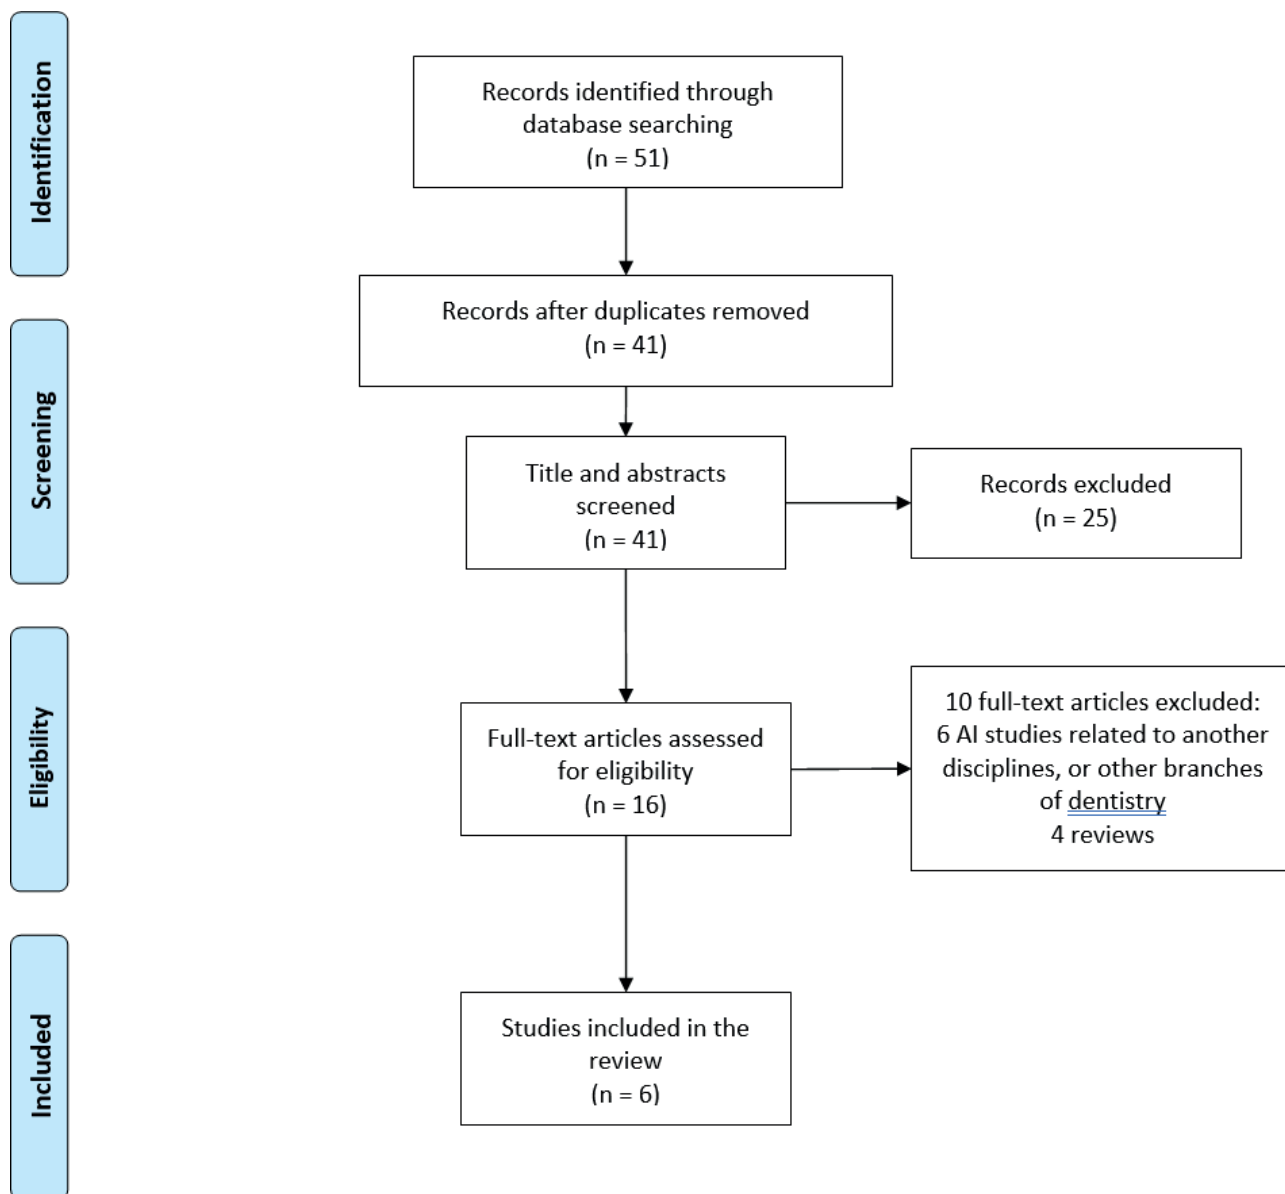 Identification
Records identified through
database searching
(n = 51)
Records after duplicates removed
(n = 41)
Screening
Title and abstracts
screened
(n = 41)
Records excluded
(n = 25)
Eligibility
Full-text articles assessed
for eligibility
(n = 16)
10 full-text articles excluded:
6 AI studies related to another
disciplines, or other branches
of dentistry
4 reviews
Included
Studies included in the
review
(n = 6)